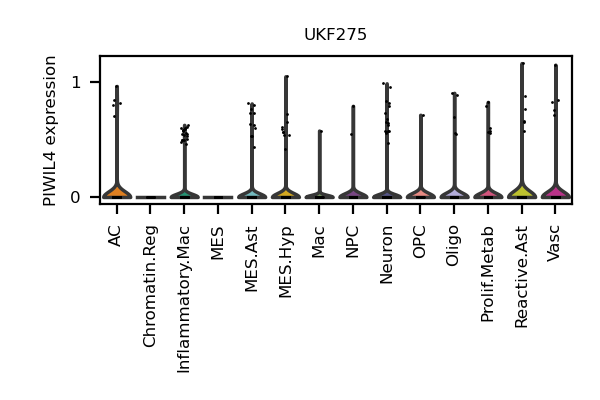 UKF275
PIWIL4 expression
1
0
AC
Chromatin.Reg
Inflammatory.Mac
MES
MES.Ast
MES.Hyp
Mac
NPC
Neuron
OPC
Oligo
Prolif.Metab
Reactive.Ast
Vasc